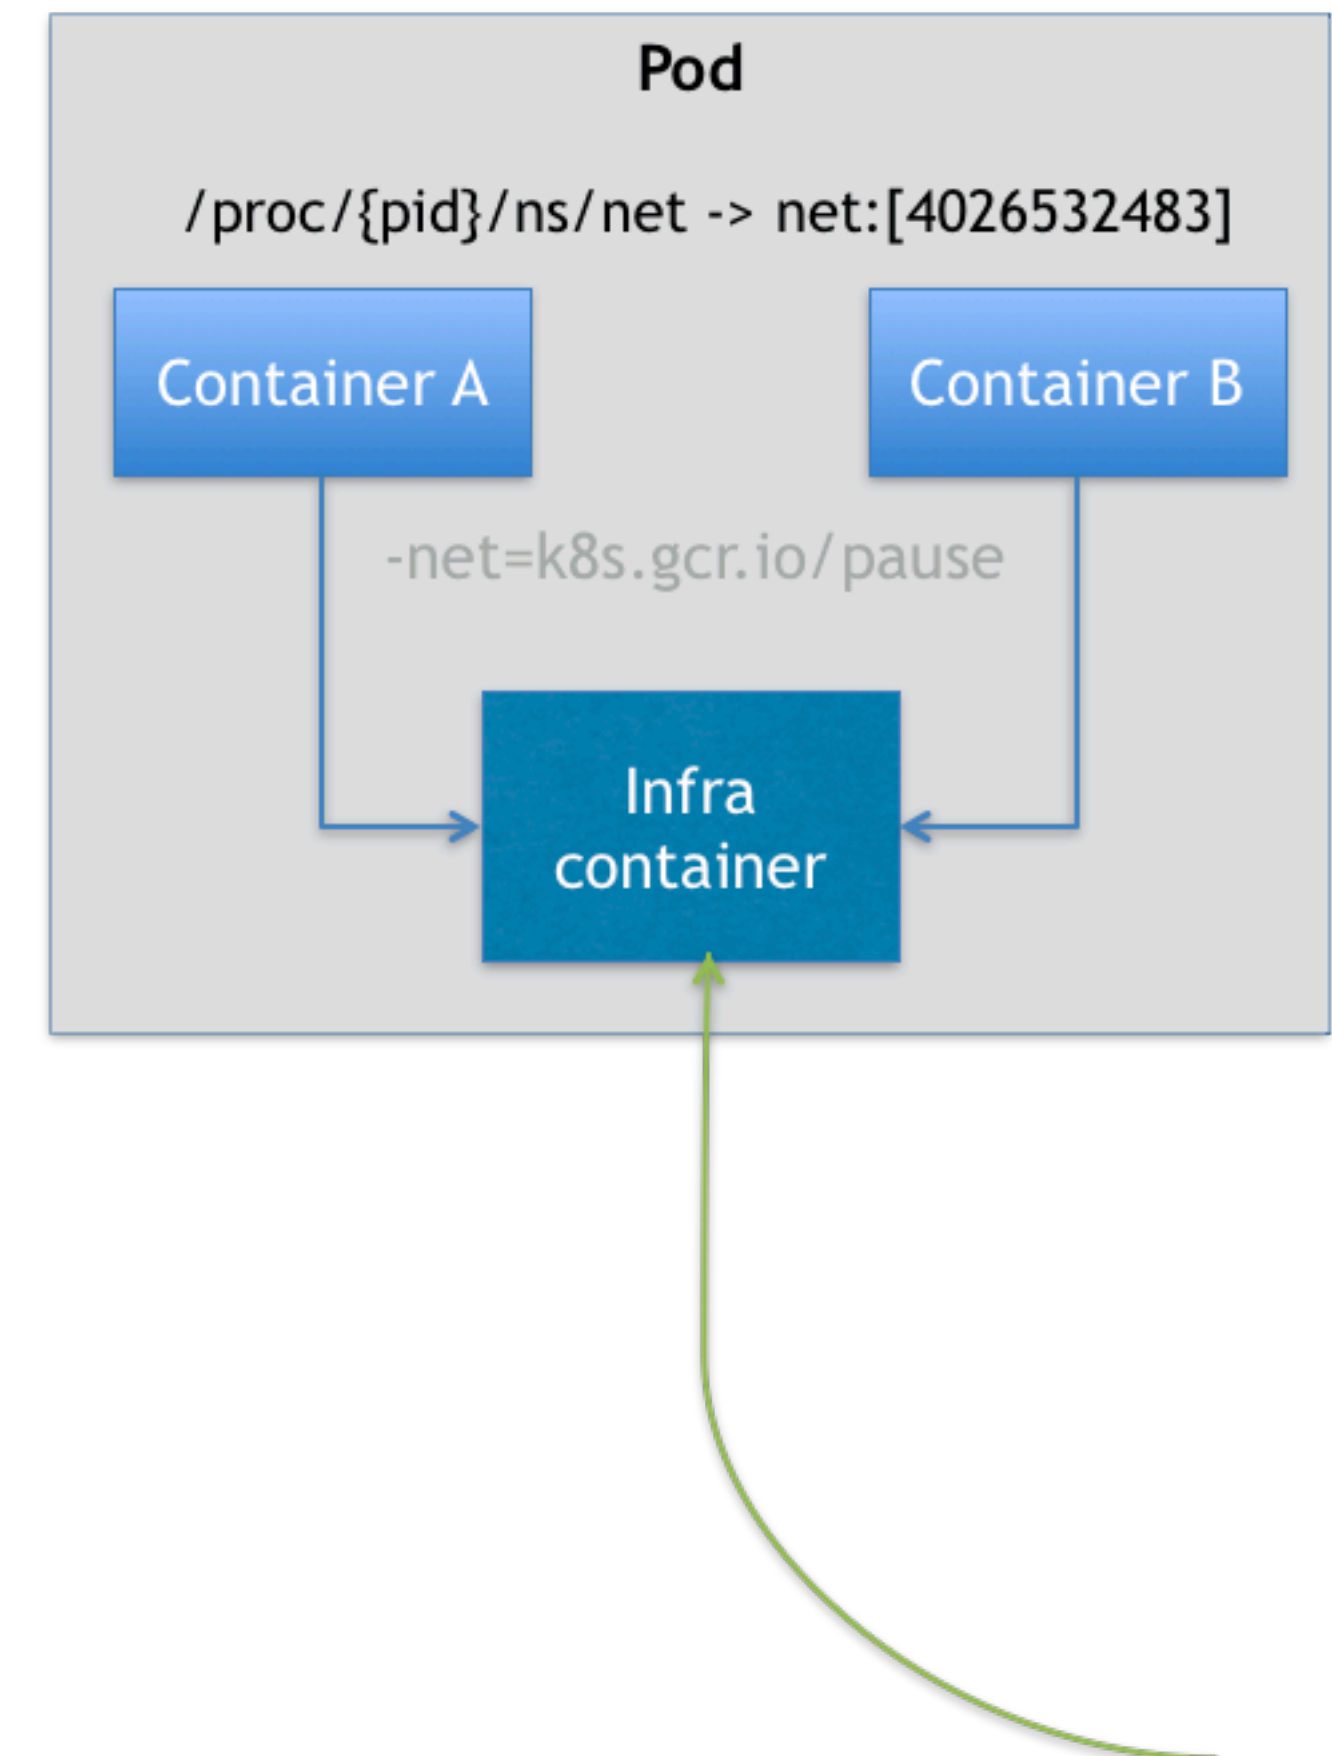 Pod
/proc/{pid}/ns/net -> net:[4026532483]
Container A
Container B
-net=k8s.gcr.io/pause
Infra
container